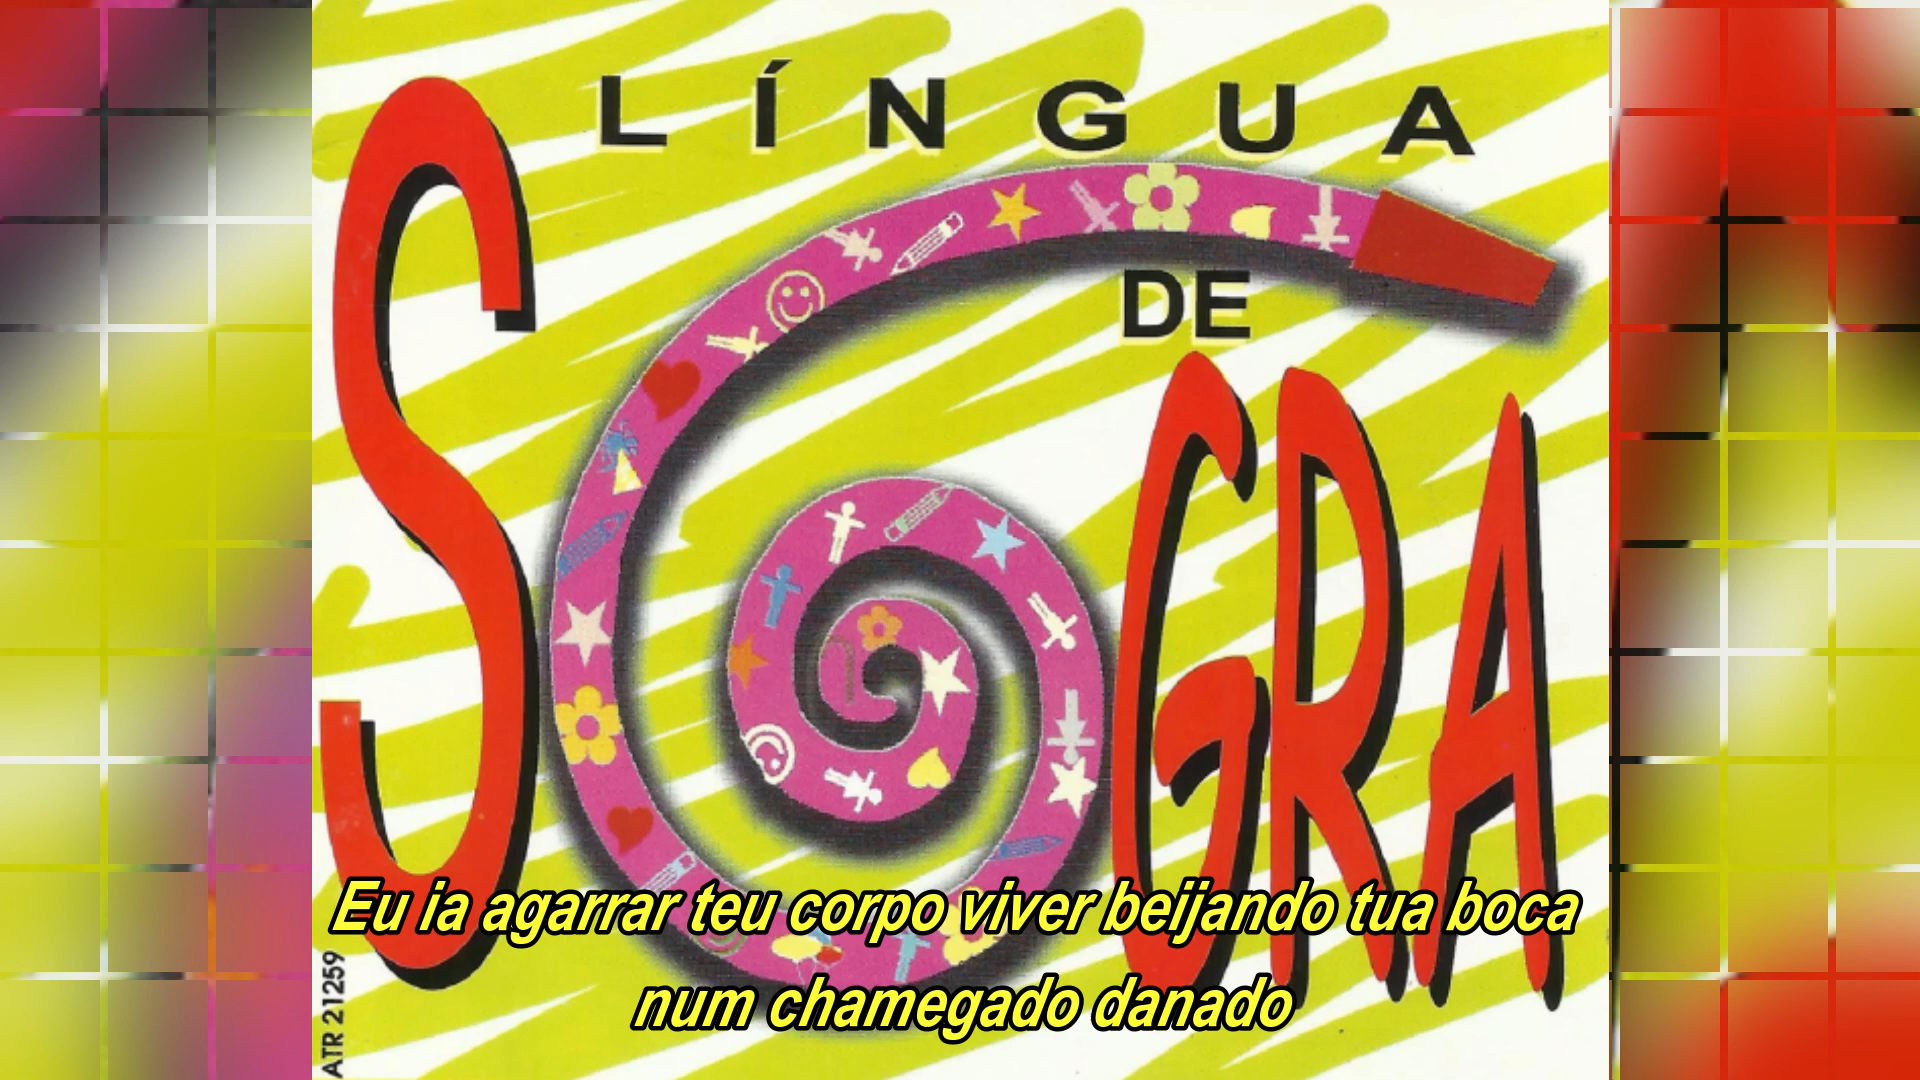 LÍNGUA
DE
SOGRA
Eu ia agarrar teu corpo viver beijando tua boca
num chamegado danado
ATR 21259